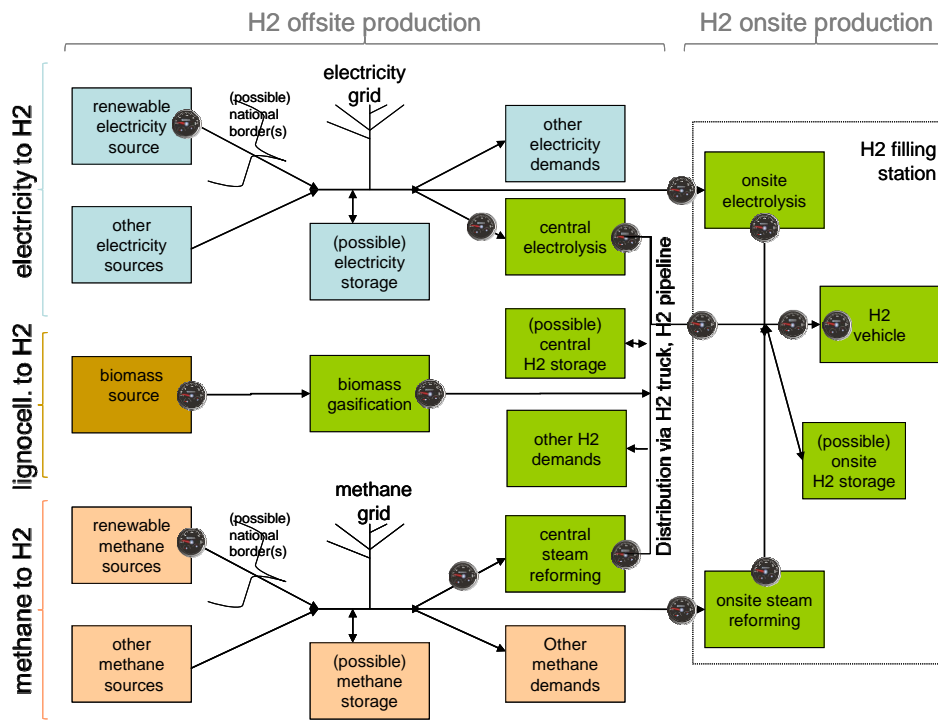 H2 offsite production
H2 onsite production
electricity to H2
lignocell. to H2
methane to H2
renewable
electricity
source
(possible)
national
border(s)
electricity
grid
other
electricity
demands
H2 filling
station
onsite
electrolysis
other
electricity
sources
(possible)
electricity
storage
central
electrolysis
Distribution via H2 truck, H2 pipeline
(possible)
central
H2 storage
H2
vehicle
biomass
source
biomass
gasification
other H2
demands
(possible)
onsite
H2 storage
methane
grid
renewable
methane
sources
(possible)
national
border(s)
central
steam
reforming
onsite steam
reforming
other
methane
sources
(possible)
methane
storage
Other
methane
demands